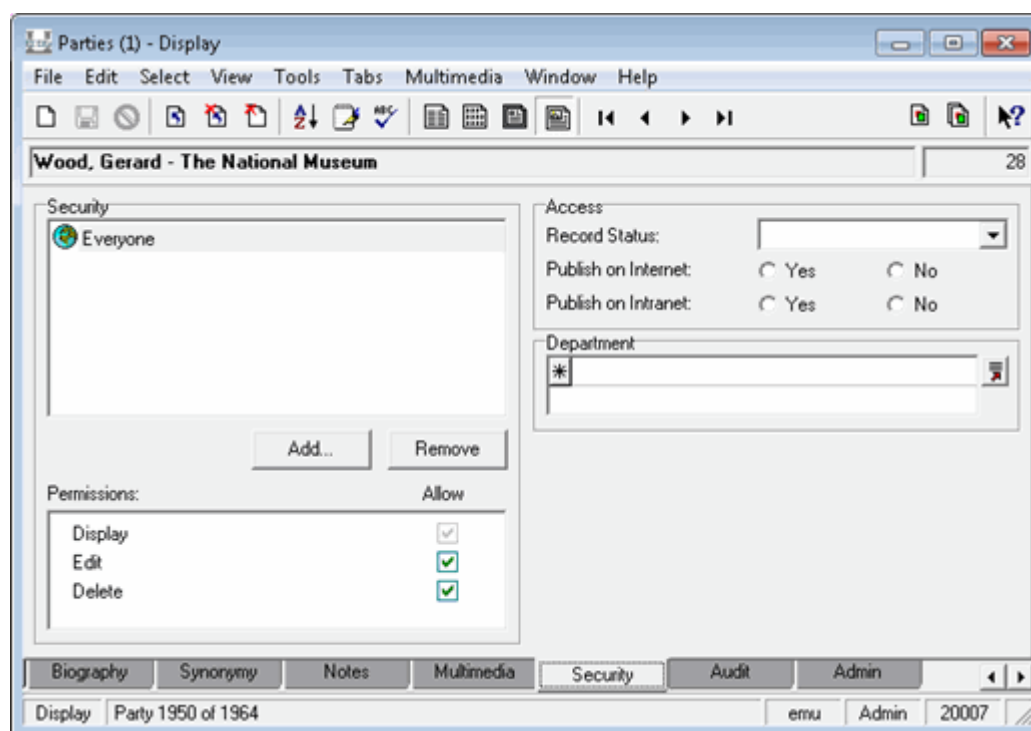 Parties (1) - Display
File Edit Select View Tools Tabs Multimedia Window Help
Wood, Gerard - The National Museum 28
Security
Everyone
Add... Remove
Permissions: Allow
Display
Edit
Delete
Access
Record Status:
Publish on Internet: Yes No
Publish on Intranet: Yes No
Department
Biography Synonymy Notes Multimedia Security Audit Admin
Display Party 1950 of 1964 emu Admin 20007